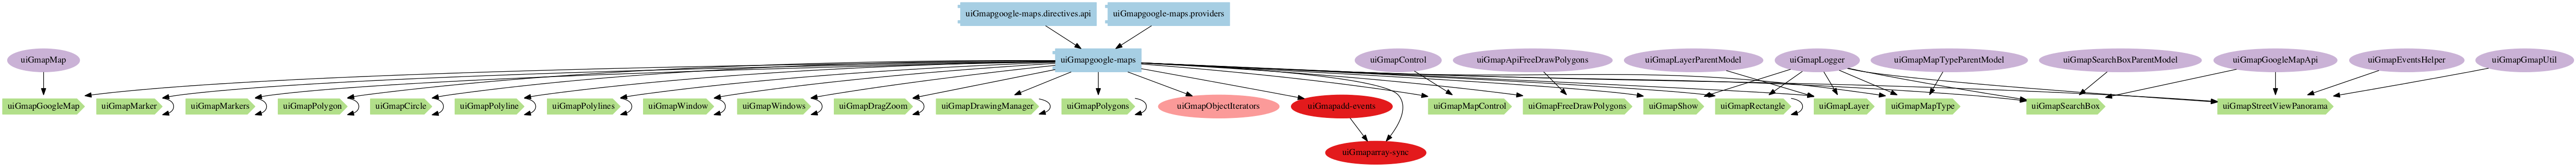 uiGmapgoogle-maps.directives.api
uiGmapgoogle-maps.providers
uiGmapMap
uiGmapgoogle-maps
uiGmapControl
uiGmapApiFreeDrawPolygons
uiGmapLayerParentModel
uiGmapLogger
uiGmapMapTypeParentModel
uiGmapSearchBoxParentModel
uiGmapGoogleMapApi
uiGmapEventsHelper
uiGmapGmapUtil
uiGmapGoogleMap
uiGmapMarker
uiGmapMarkers
uiGmapPolygon
uiGmapCircle
uiGmapPolyline
uiGmapPolylines
uiGmapWindow
uiGmapWindows
uiGmapDragZoom
uiGmapDrawingManager
uiGmapPolygons
uiGmapObjectIterators
uiGmapadd-events
uiGmapMapControl
uiGmapFreeDrawPolygons
uiGmapShow
uiGmapRectangle
uiGmapLayer
uiGmapMapType
uiGmapSearchBox
uiGmapStreetViewPanorama
uiGmaparray-sync